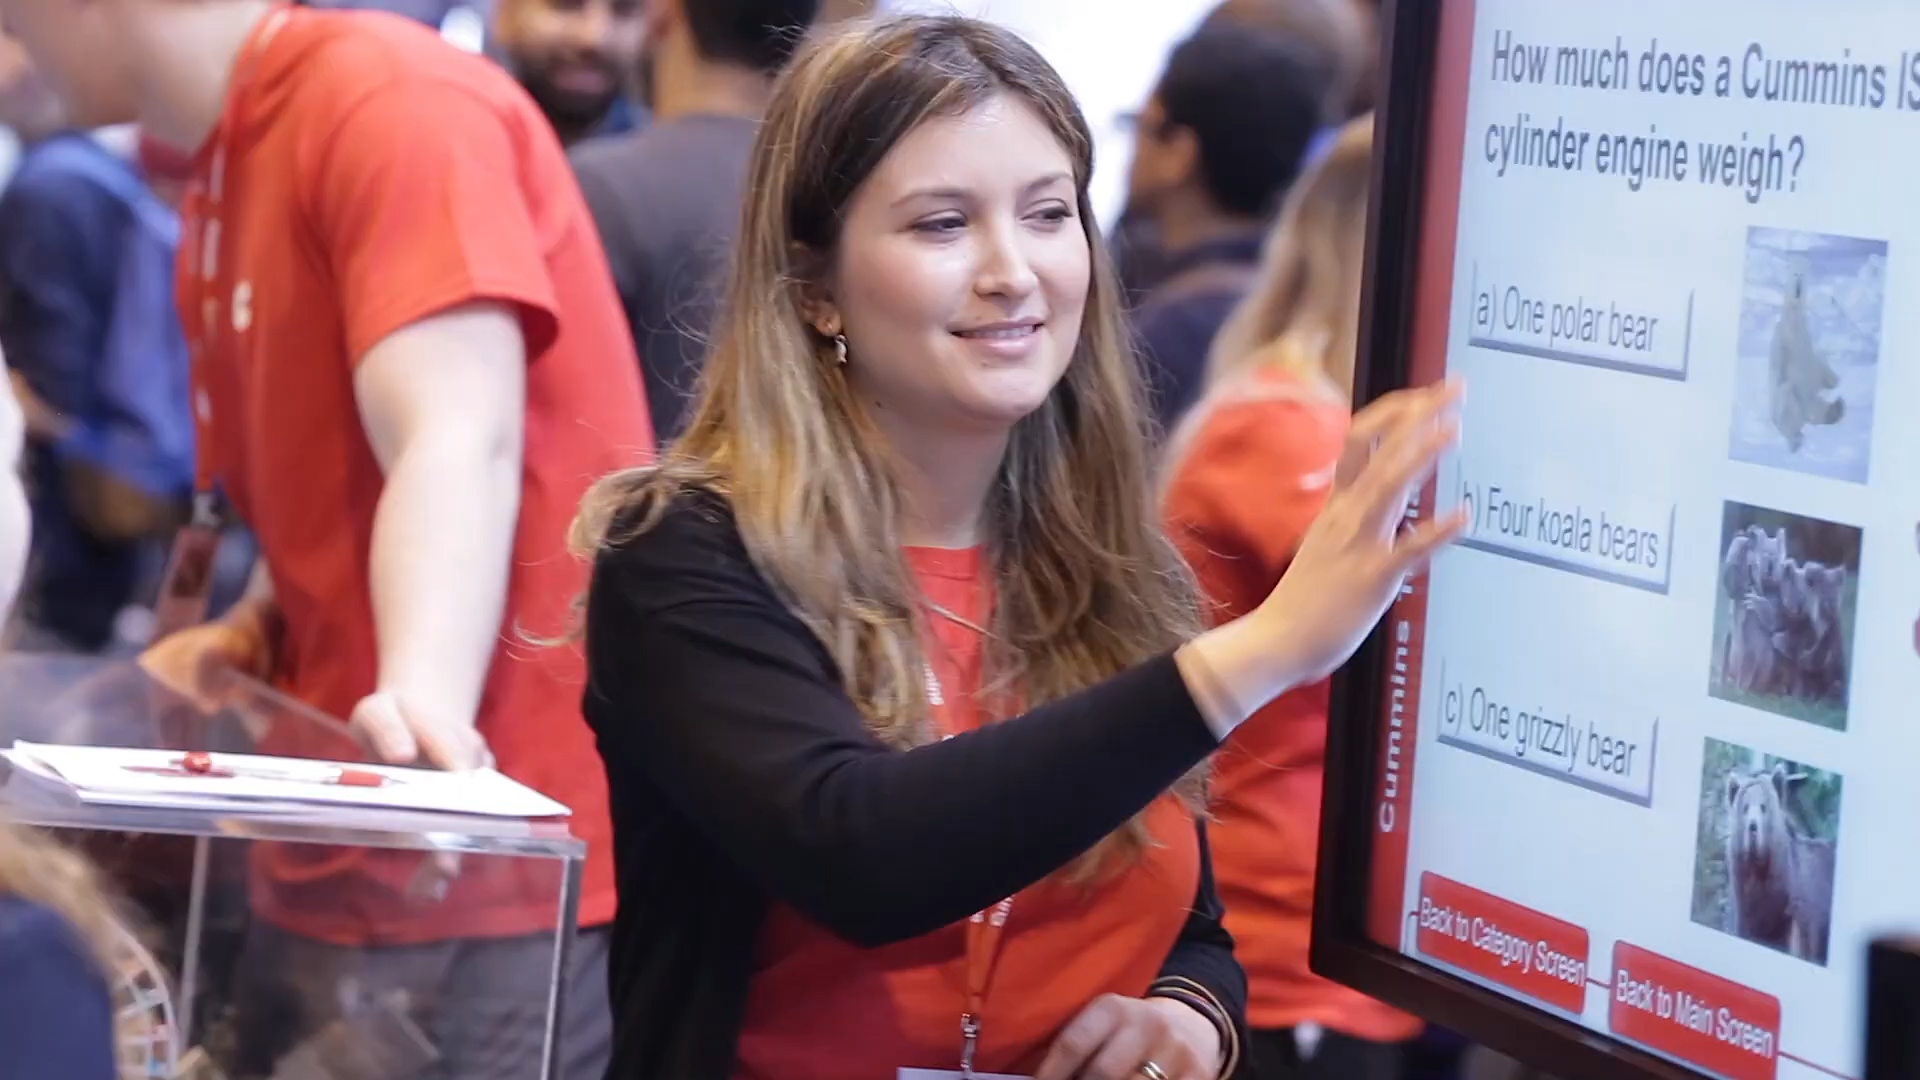 How much does a Cummins IS
cylinder engine weigh?
a) One polar bear
b) Four koala bears
c) One grizzly bear
Cummins
Back to Category Screen
Back to Main Screen